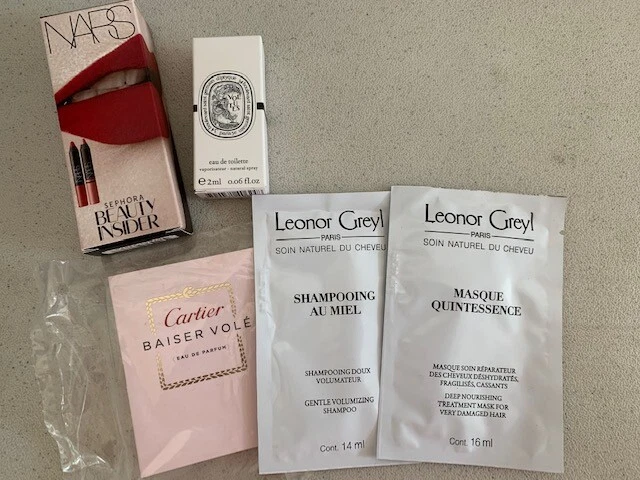 NARS
SEPHORA
BEAUTY
INSIDER
eau de toilette
vaporisateur - natural spray
e 2ml 0.06 fl.oz
Cartier
BAISER VOLÉ
EAU DE PARFUM
Leonor Greyl
PARIS
SOIN NATUREL DU CHEVEU
SHAMPOOING
AU MIEL
SHAMPOOING DOUX
VOLUMATEUR
GENTLE VOLUMIZING
SHAMPOO
Cont. 14 ml
Leonor Greyl
PARIS
SOIN NATUREL DU CHEVEU
MASQUE
QUINTESSENCE
MASQUE SOIN RÉPARATEUR
DES CHEVEUX DÉSHYDRATÉS,
FRAGILISÉS, CASSANTS
DEEP NOURISHING
TREATMENT MASK FOR
VERY DAMAGED HAIR
Cont. 16 ml